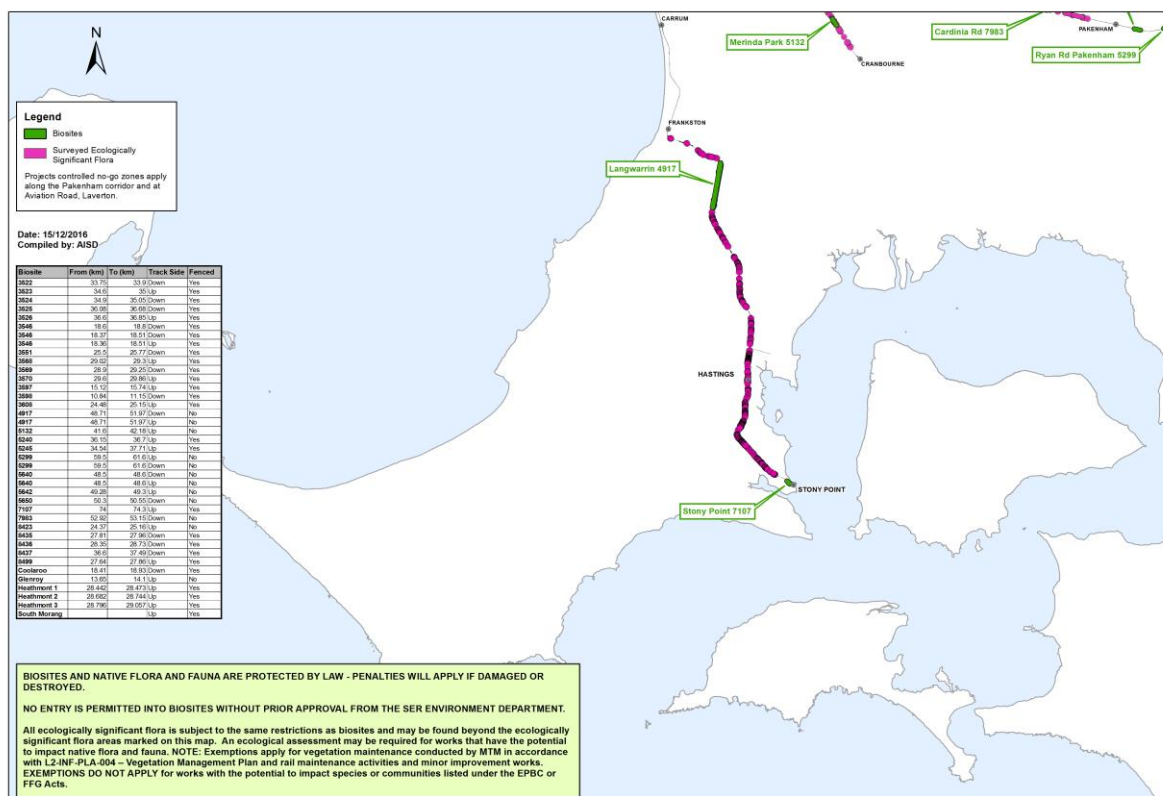 CARRUM
Merinda Park 5132
CRANBOURNE
Cardinia Rd 7983
PAKENHAM
Ryan Rd Pakenham 5299
N
FRANKSTON
Langwarrin 4917
HASTINGS
STONY POINT
Stony Point 7107
Legend
Biosites
Surveyed Ecologically
Significant Flora
Projects controlled no-go zones apply
along the Pakenham corridor and at
Aviation Road, Laverton.
Date: 15/12/2016
Compiled by: AISD
Biosite From (km) To (km) Track Side Fenced
3522 33.75 33.9 Down Yes
3523 34.6 35 Up Yes
3524 34.9 35.05 Down Yes
3525 36.08 36.68 Down Yes
3526 36.6 36.85 Up Yes
3546 18.6 18.8 Down Yes
3546 18.37 18.51 Down Yes
3546 18.36 18.51 Up Yes
3551 25.5 25.77 Down Yes
3568 29.02 29.3 Up Yes
3569 28.9 29.25 Down Yes
3570 29.6 29.86 Up Yes
3597 15.12 15.74 Up Yes
3598 10.84 11.15 Down Yes
3608 24.48 25.15 Up Yes
4917 48.71 51.97 Down No
4917 48.71 51.97 Up No
5132 41.6 42.18 Up No
5240 36.15 36.7 Up Yes
5245 34.54 37.71 Up Yes
5299 59.5 61.6 Up No
5299 59.5 61.6 Down No
5640 48.5 48.6 Down No
5640 48.5 48.6 Up No
5642 49.28 49.3 Up No
5650 50.3 50.55 Down No
7107 74 74.3 Up Yes
7983 52.92 53.15 Down No
8423 24.37 25.16 Up No
8435 27.81 27.96 Down Yes
8436 28.35 28.73 Down Yes
8437 36.6 37.49 Down Yes
8499 27.64 27.86 Up Yes
Coolaroo 18.41 18.93 Down Yes
Glenroy 13.65 14.1 Up No
Heathmont 1 28.442 28.473 Up Yes
Heathmont 2 28.682 28.744 Up Yes
Heathmont 3 28.796 29.057 Up Yes
South Morang Up Yes
BIOSITES AND NATIVE FLORA AND FAUNA ARE PROTECTED BY LAW - PENALTIES WILL APPLY IF DAMAGED OR
DESTROYED.
NO ENTRY IS PERMITTED INTO BIOSITES WITHOUT PRIOR APPROVAL FROM THE SER ENVIRONMENT DEPARTMENT.
All ecologically significant flora is subject to the same restrictions as biosites and may be found beyond the ecologically
significant flora areas marked on this map. An ecological assessment may be required for works that have the potential
to impact native flora and fauna. NOTE: Exemptions apply for vegetation maintenance conducted by MTM in accordance
with L2-INF-PLA-004 – Vegetation Management Plan and rail maintenance activities and minor improvement works.
EXEMPTIONS DO NOT APPLY for works with the potential to impact species or communities listed under the EPBC or
FFG Acts.